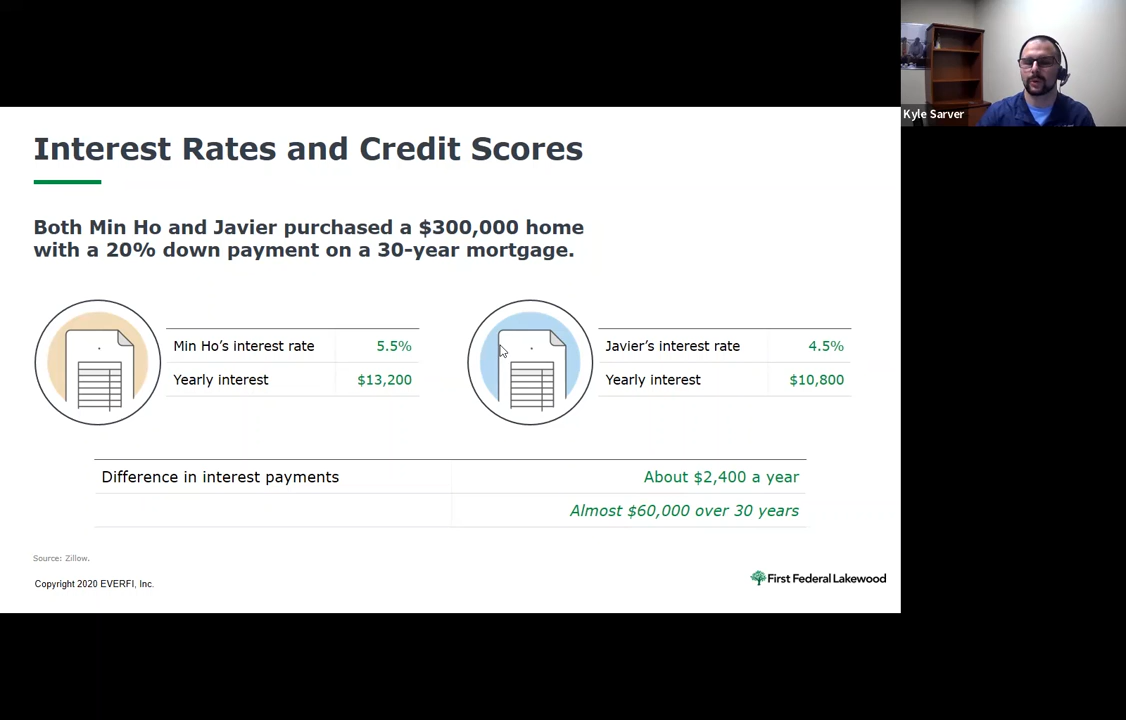 Kyle Sarver
Interest Rates and Credit Scores
Both Min Ho and Javier purchased a $300,000 home
with a 20% down payment on a 30-year mortgage.
Min Ho's interest rate 5.5%
Yearly interest $13,200
Javier's interest rate 4.5%
Yearly interest $10,800
Difference in interest payments About $2,400 a year
Almost $60,000 over 30 years
Source: Zillow.
Copyright 2020 EVERFI, Inc.
First Federal Lakewood